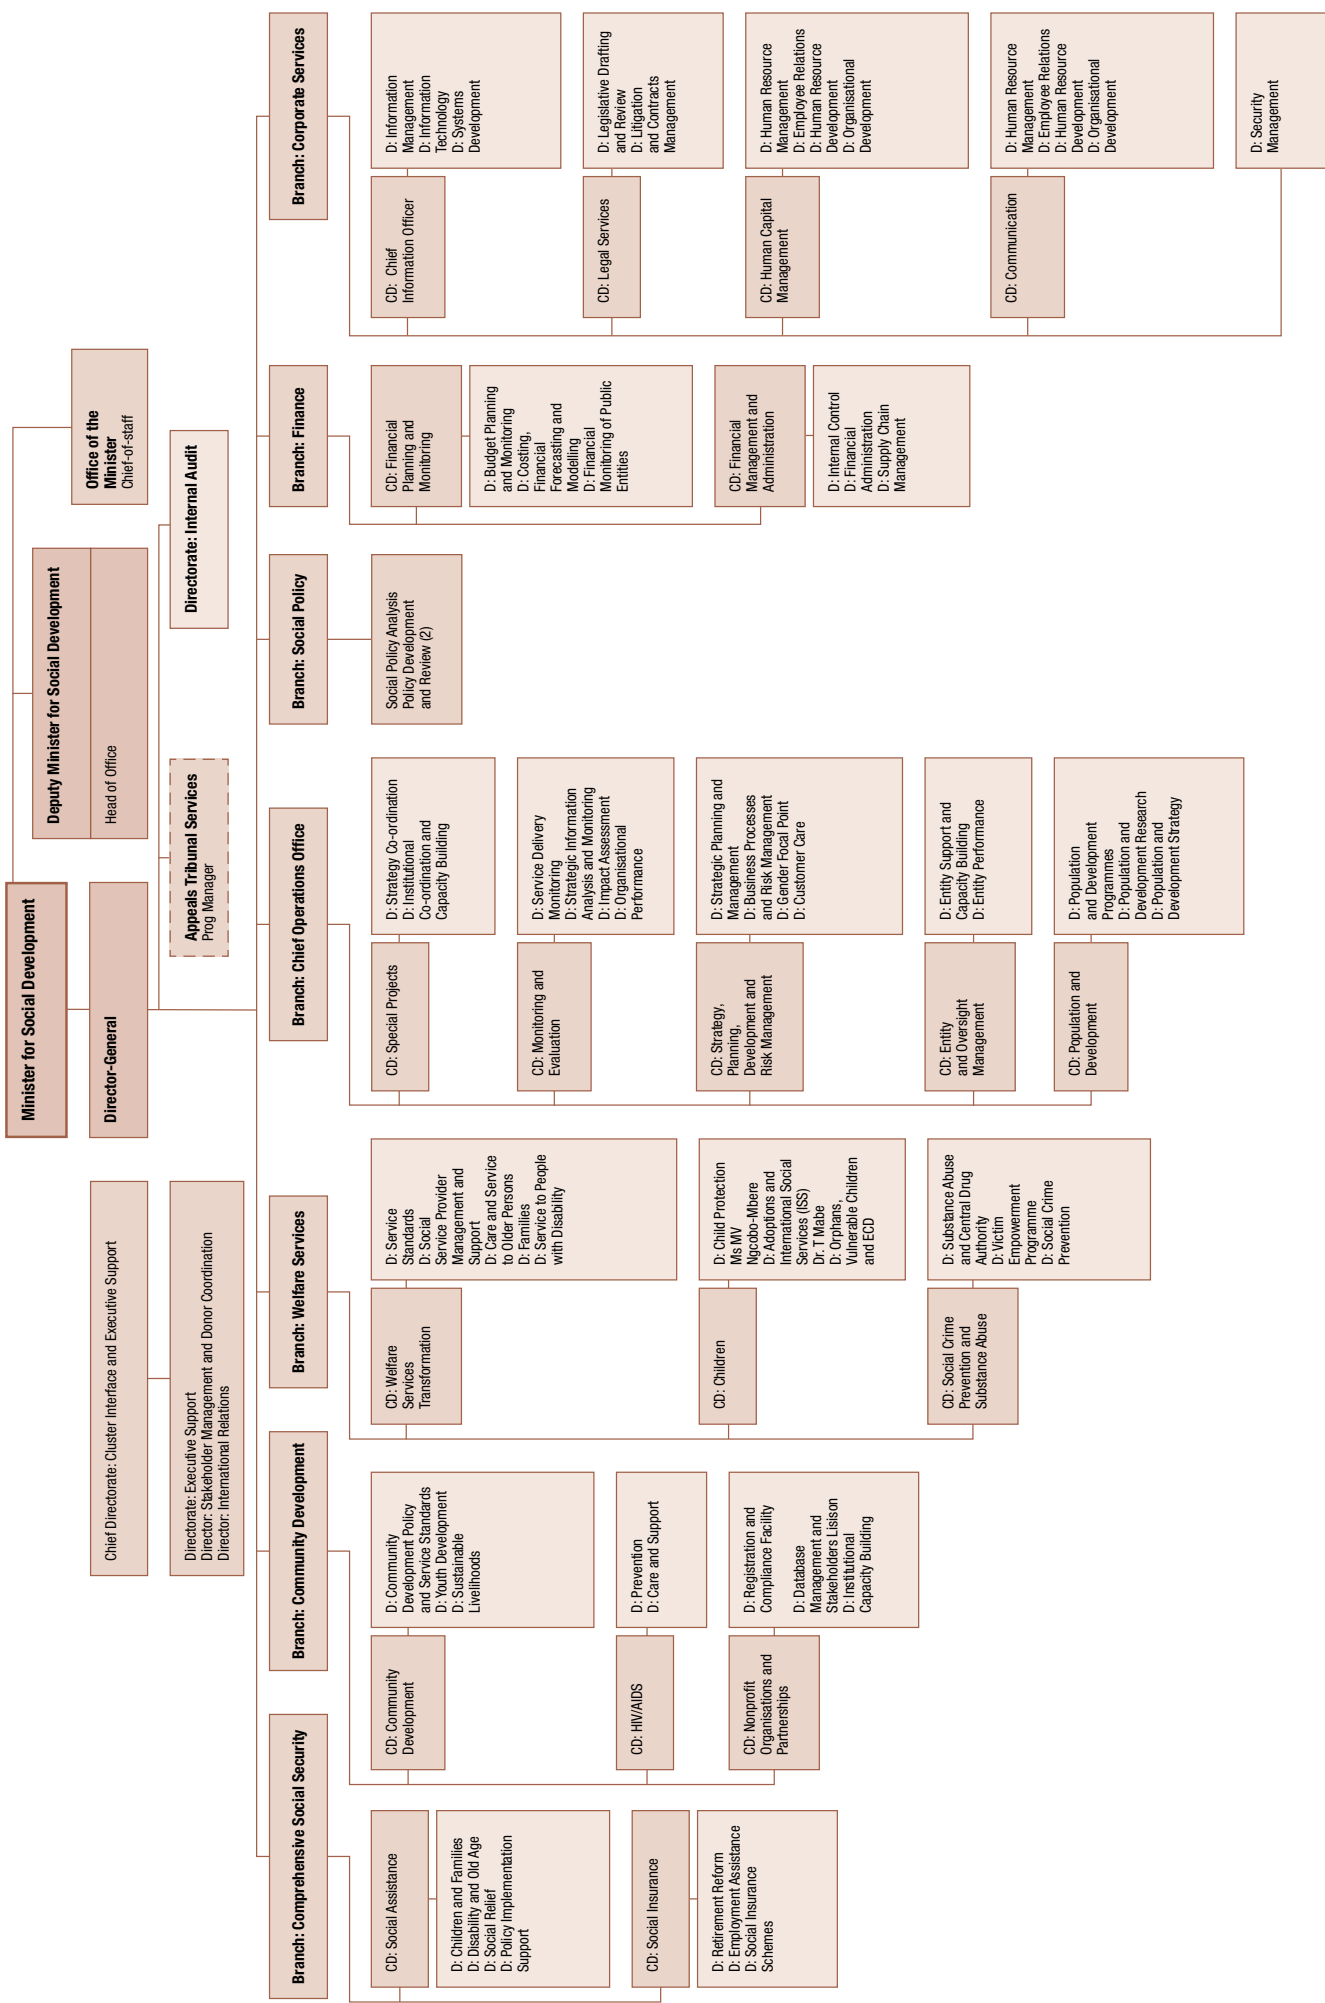 Minister for Social Development
Deputy Minister for Social Development
Head of Office
Office of the
Minister
Chief-of-staff
Director-General
Chief Directorate: Cluster Interface and Executive Support
Directorate: Executive Support
Director: Stakeholder Management and Donor Coordination
Director: International Relations
Appeals Tribunal Services
Prog Manager
Directorate: Internal Audit
Branch: Comprehensive Social Security
CD: Social Assistance
D: Children and Families
D: Disability and Old Age
D: Social Relief
D: Policy Implementation
Support
CD: Social Insurance
D: Retirement Reform
D: Employment Assistance
D: Social Insurance
Schemes
Branch: Community Development
CD: Community
Development
D: Community
Development Policy
and Service Standards
D: Youth Development
D: Sustainable
Livelihoods
CD: HIV/AIDS
D: Prevention
D: Care and Support
CD: Nonprofit
Organisations and
Partnerships
D: Registration and
Compliance Facility
D: Database
Management and
Stakeholders Lisison
D: Institutional
Capacity Building
Branch: Welfare Services
CD: Welfare
Services
Transformation
D: Service
Standards
D: Social
Service Provider
Management and
Support
D: Care and Service
to Older Persons
D: Families
D: Service to People
with Disability
CD: Children
D: Child Protection
Ms MV
Ngcobo-Mbere
D: Adoptions and
International Social
Services (ISS)
Dr. T Mabe
D: Orphans,
Vulnerable Children
and ECD
CD: Social Crime
Prevention and
Substance Abuse
D: Substance Abuse
and Central Drug
Authority
D: Victim
Empowerment
Programme
D: Social Crime
Prevention
Branch: Chief Operations Office
CD: Special Projects
D: Strategy Co-ordination
D: Institutional
Co-ordination and
Capacity Building
CD: Monitoring and
Evaluation
D: Service Delivery
Monitoring
D: Strategic Information
Analysis and Monitoring
D: Impact Assessment
D: Organisational
Performance
CD: Strategy,
Planning,
Development and
Risk Management
D: Strategic Planning and
Management
D: Business Processes
and Risk Management
D: Gender Focal Point
D: Customer Care
CD: Entity
and Oversight
Management
D: Entity Support and
Capacity Building
D: Entity Performance
CD: Population and
Development
D: Population
and Development
Programmes
D: Population and
Development Research
D: Population and
Development Strategy
Branch: Social Policy
Social Policy Analysis
Policy Development
and Review (2)
Branch: Finance
CD: Financial
Planning and
Monitoring
D: Budget Planning
and Monitoring
D: Costing,
Financial
Forecasting and
Modelling
D: Financial
Monitoring of Public
Entities
CD: Financial
Management and
Administration
D: Internal Control
D: Financial
Administration
D: Supply Chain
Management
Branch: Corporate Services
CD: Chief
Information Officer
D: Information
Management
D: Information
Technology
D: Systems
Development
CD: Legal Services
D: Legislative Drafting
and Review
D: Litigation
and Contracts
Management
CD: Human Capital
Management
D: Human Resource
Management
D: Employee Relations
D: Human Resource
Development
D: Organisational
Development
CD: Communication
D: Human Resource
Management
D: Employee Relations
D: Human Resource
Development
D: Organisational
Development
D: Security
Management